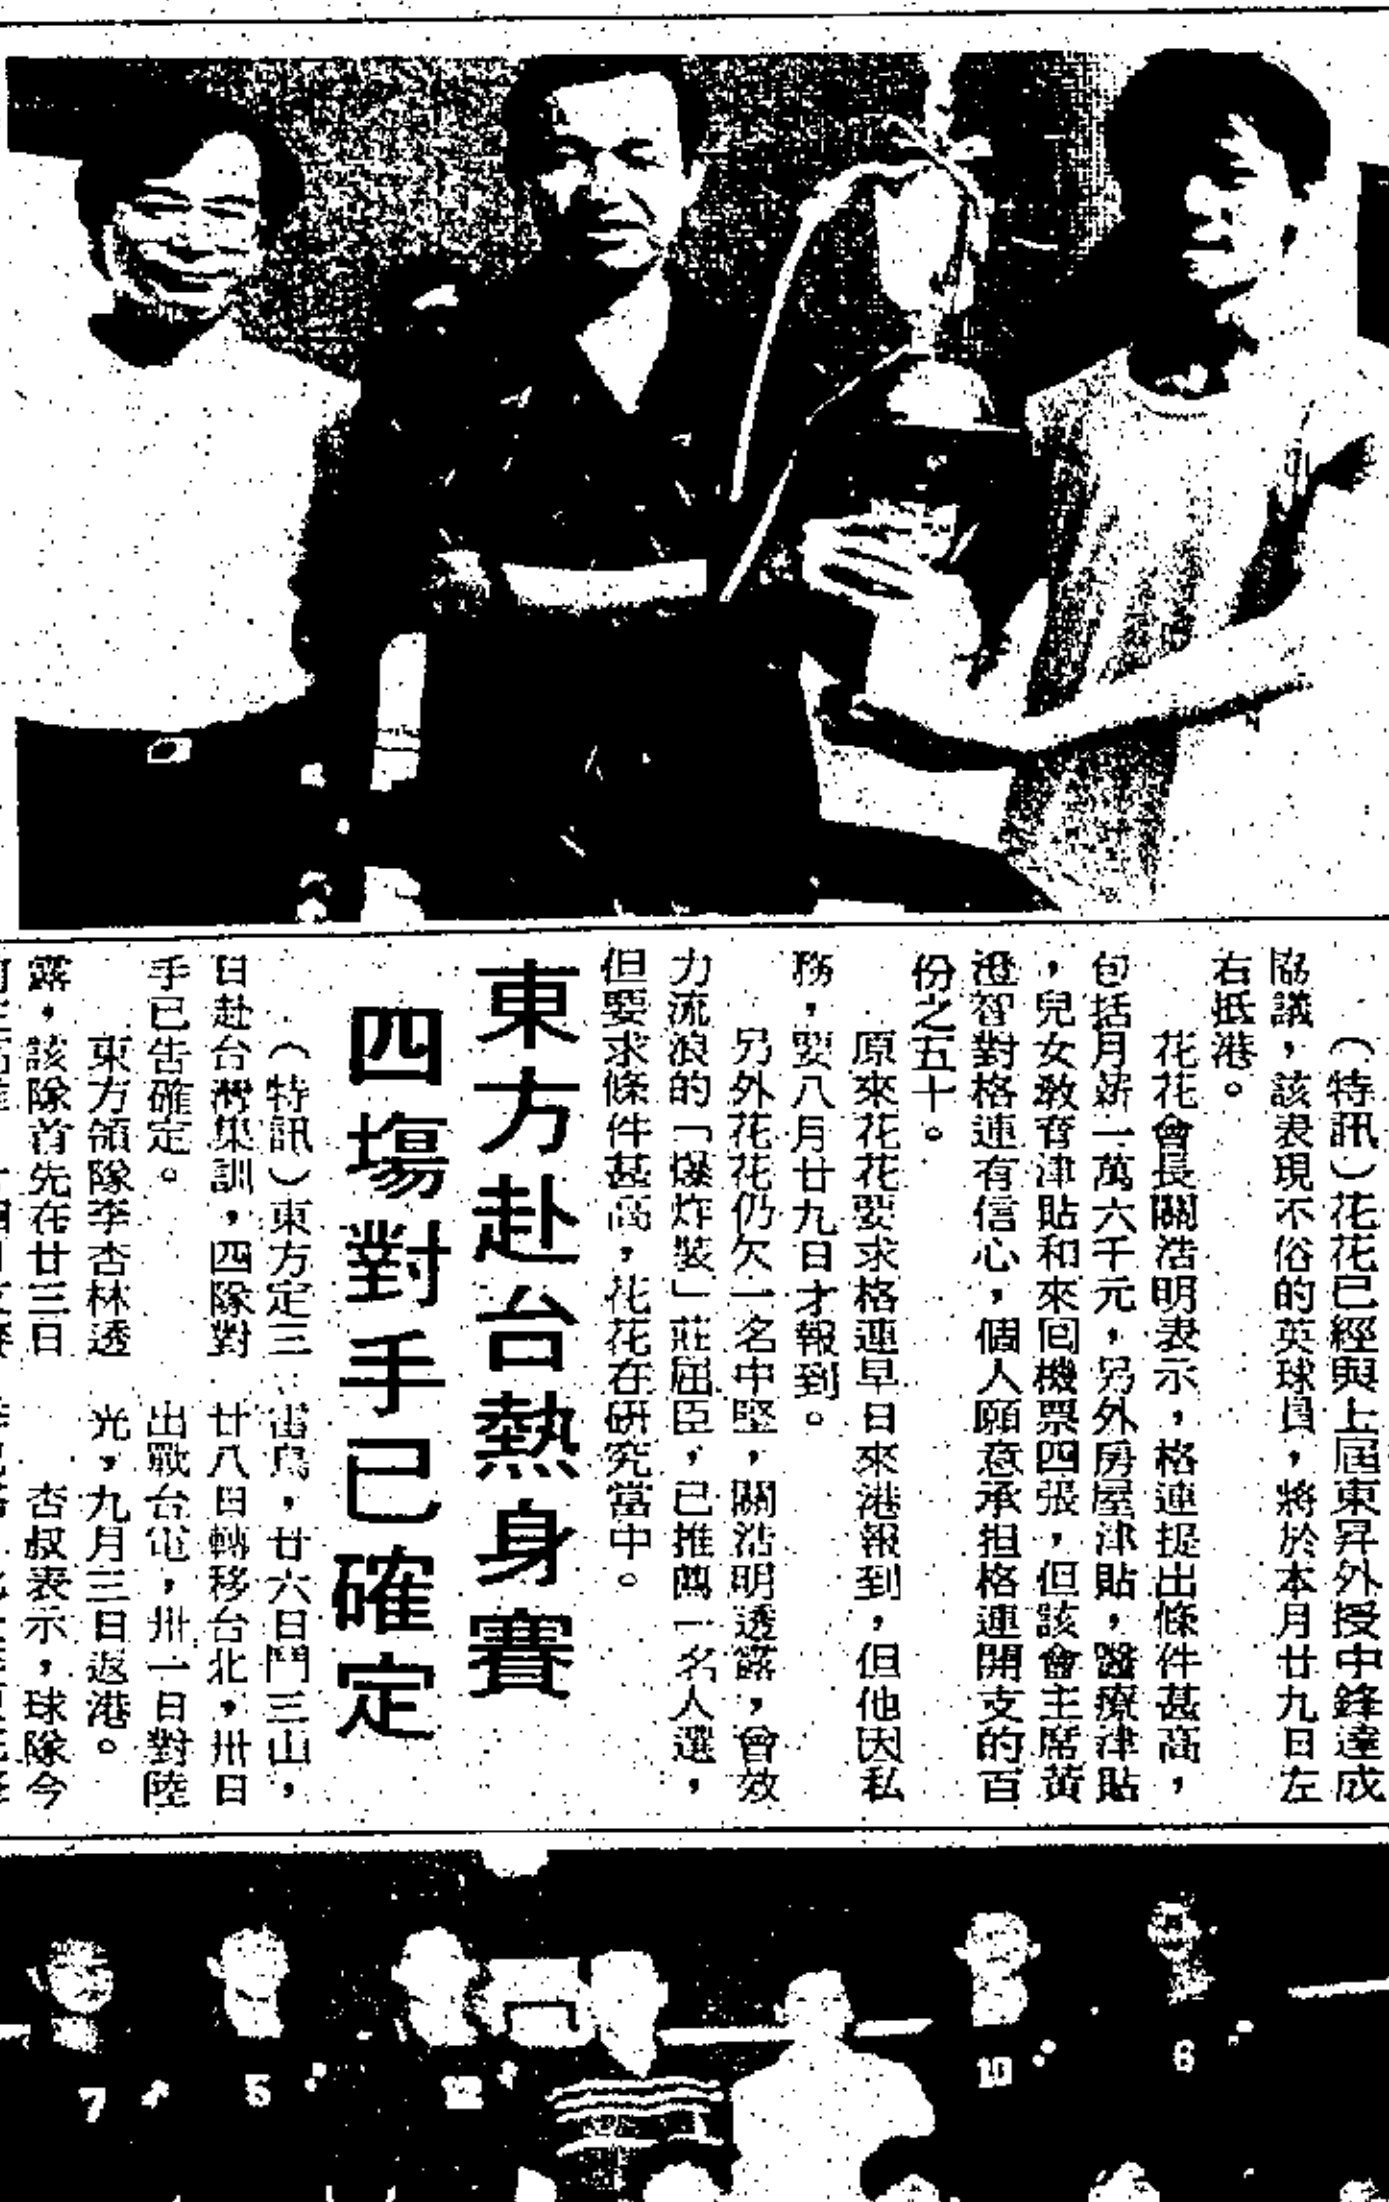 （特訊）花花已經與上屆東昇外援中鋒達成
協議，該表現不俗的英球員，將於本月廿九日左
右抵港。
花花會長關浩明表示，格連提出條件甚高，
包括月薪一萬六千元，另外房屋津貼，醫療津貼
，兒女教育津貼和來回機票四張，但該會主席黃
澄智對格連有信心，個人願意承担格連開支的百
份之五十。
原來花花要求格連早日來港報到，但他因私
務，要八月廿九日才報到。
另外花花仍欠一名中堅，關浩明透露，曾效
力流浪的「爆炸裝」莊屈臣，已推薦一名人選，
但要求條件甚高，花花在研究當中。
東方赴台熱身賽
四場對手已確定
（特訊）東方定三
日赴台灣集訓，四隊對
手已告確定。
東方領隊李杏林透
露，該隊首先在廿三日
雷鳥，廿六日鬥三山，
廿八日轉移台北，卅日
出戰台電，卅一日對陸
光，九月三日返港。
杏叔表示，球隊今
7
5
12
10
6